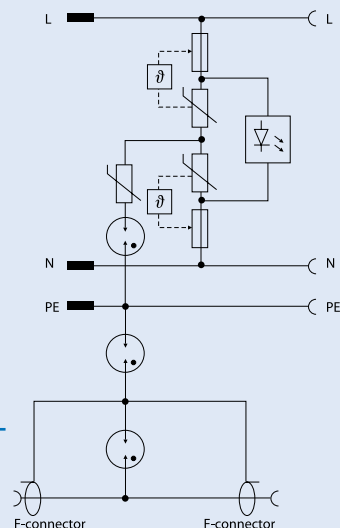 L L
ϑ
ϑ
N N
PE PE
F-connector F-connector